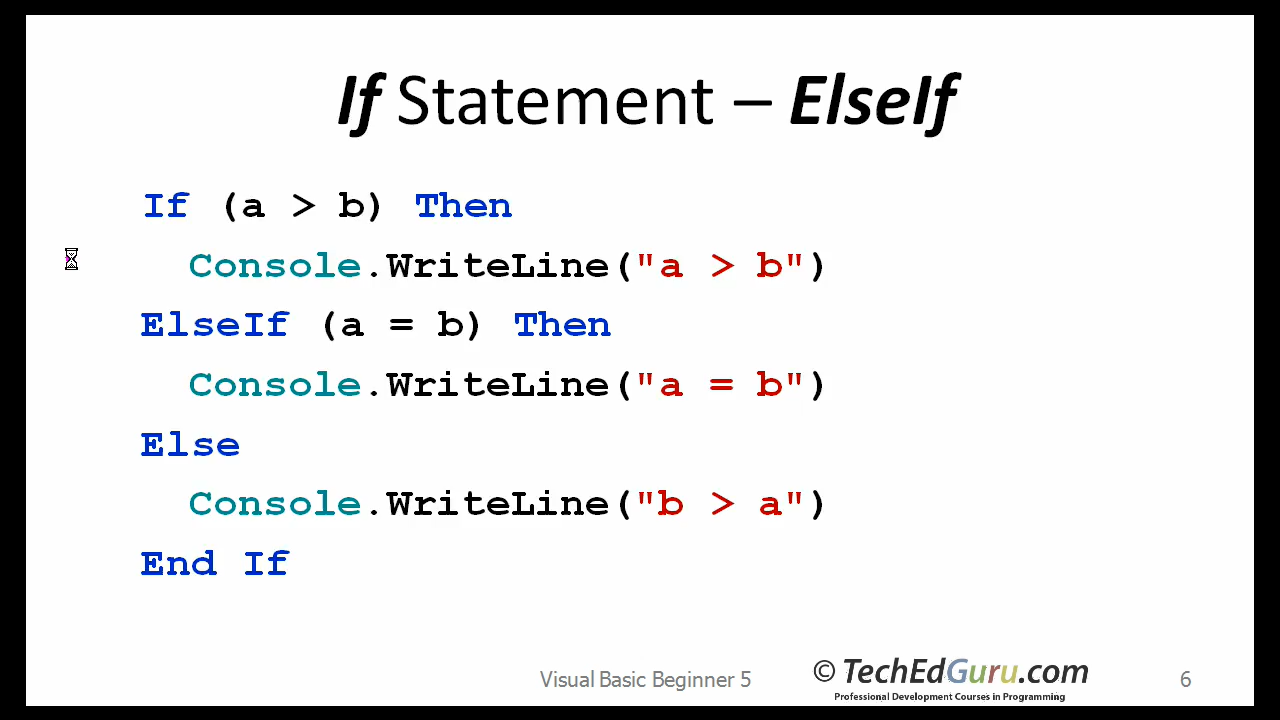 If Statement – ElseIf
If (a > b) Then
Console.WriteLine("a > b")
ElseIf (a = b) Then
Console.WriteLine("a = b")
Else
Console.WriteLine("b > a")
End If
Visual Basic Beginner 5
© TechEdGuru.com
Professional Development Courses in Programming
6